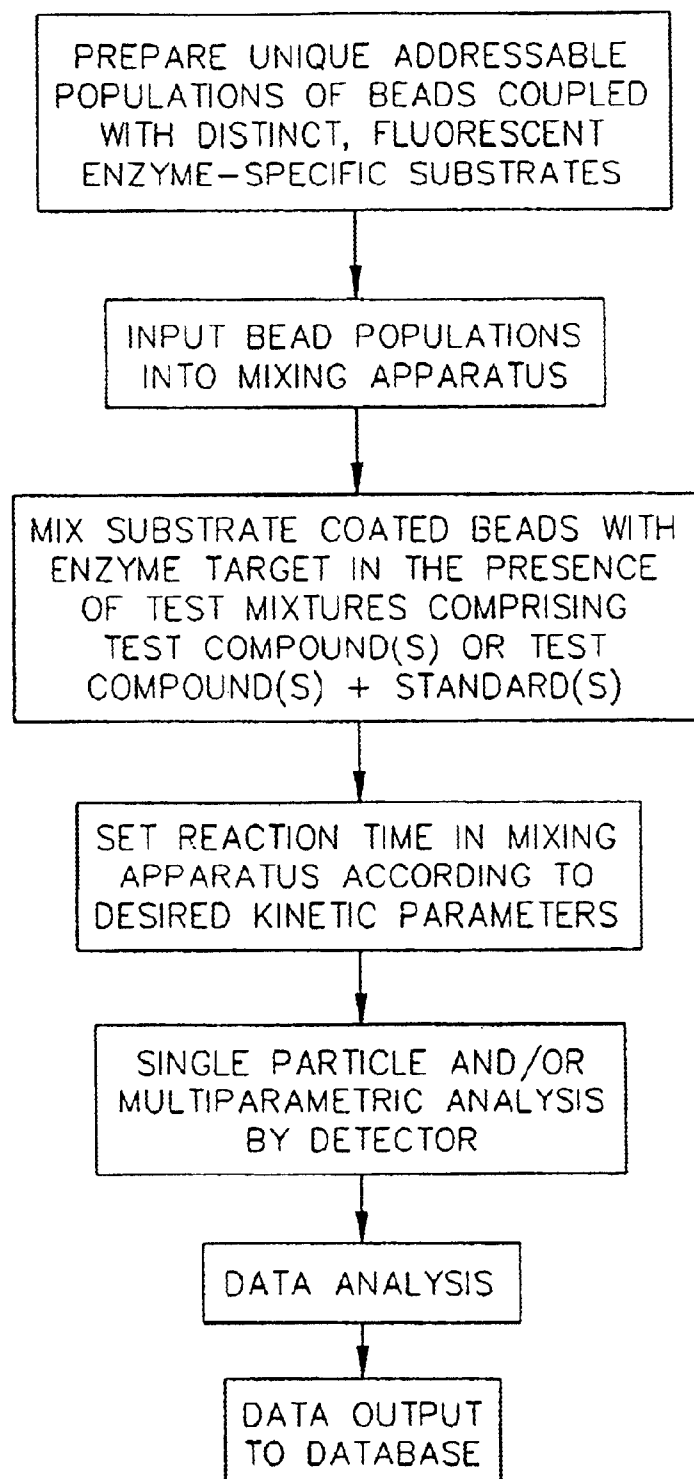 PREPARE UNIQUE ADDRESSABLE
POPULATIONS OF BEADS COUPLED
WITH DISTINCT, FLUORESCENT
ENZYME-SPECIFIC SUBSTRATES
INPUT BEAD POPULATIONS
INTO MIXING APPARATUS
MIX SUBSTRATE COATED BEADS WITH
ENZYME TARGET IN THE PRESENCE
OF TEST MIXTURES COMPRISING
TEST COMPOUND(S) OR TEST
COMPOUND(S) + STANDARD(S)
SET REACTION TIME IN MIXING
APPARATUS ACCORDING TO
DESIRED KINETIC PARAMETERS
SINGLE PARTICLE AND/OR
MULTIPARAMETRIC ANALYSIS
BY DETECTOR
DATA ANALYSIS
DATA OUTPUT
TO DATABASE